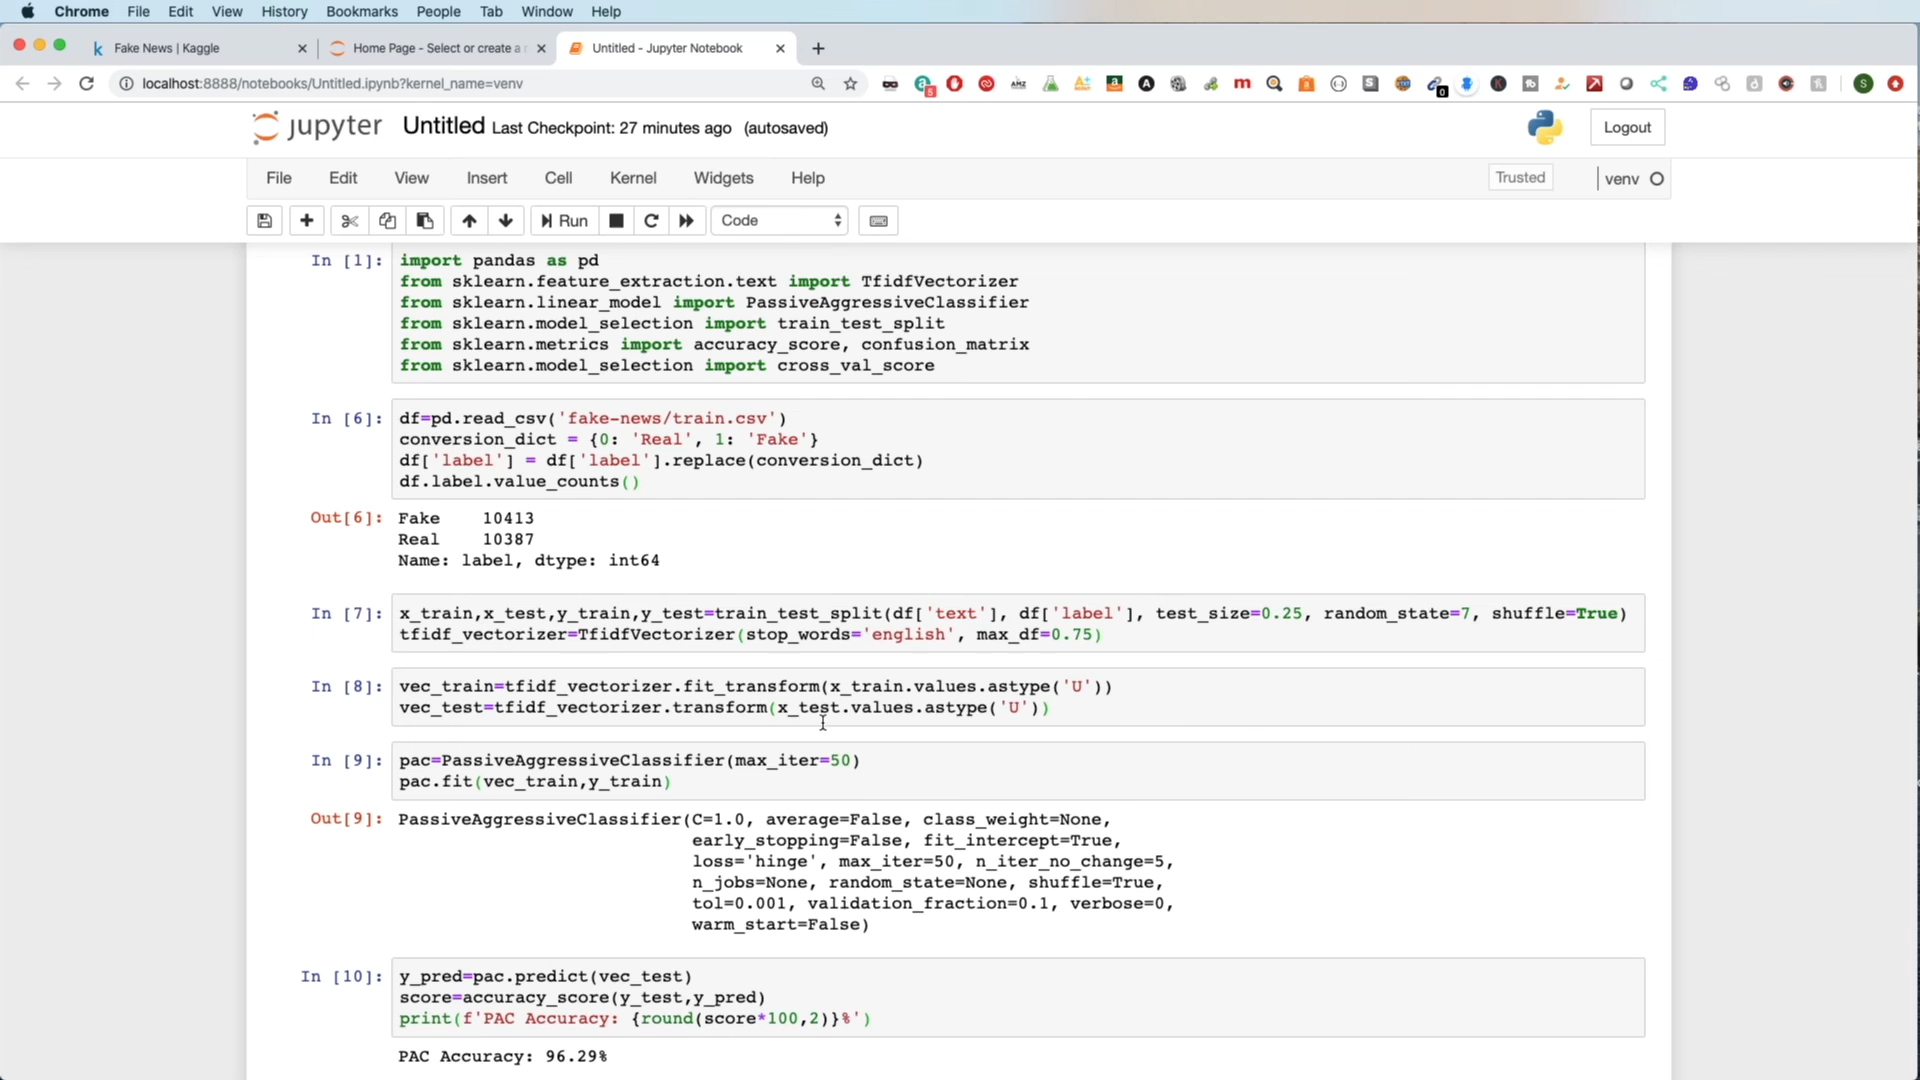 Chrome File Edit View History Bookmarks People Tab Window Help
Fake News | Kaggle
Home Page - Select or create a
Untitled - Jupyter Notebook
localhost:8888/notebooks/Untitled.ipynb?kernel_name=venv
jupyter Untitled Last Checkpoint: 27 minutes ago (autosaved)
Logout
File Edit View Insert Cell Kernel Widgets Help
Trusted
venv
Run
Code
In [1]: import pandas as pd
from sklearn.feature_extraction.text import TfidfVectorizer
from sklearn.linear_model import PassiveAggressiveClassifier
from sklearn.model_selection import train_test_split
from sklearn.metrics import accuracy_score, confusion_matrix
from sklearn.model_selection import cross_val_score
In [6]: df=pd.read_csv('fake-news/train.csv')
conversion_dict = {0: 'Real', 1: 'Fake'}
df['label'] = df['label'].replace(conversion_dict)
df.label.value_counts()
Out[6]: Fake 10413
Real 10387
Name: label, dtype: int64
In [7]: x_train,x_test,y_train,y_test=train_test_split(df['text'], df['label'], test_size=0.25, random_state=7, shuffle=True)
tfidf_vectorizer=TfidfVectorizer(stop_words='english', max_df=0.75)
In [8]: vec_train=tfidf_vectorizer.fit_transform(x_train.values.astype('U'))
vec_test=tfidf_vectorizer.transform(x_test.values.astype('U'))
In [9]: pac=PassiveAggressiveClassifier(max_iter=50)
pac.fit(vec_train,y_train)
Out[9]: PassiveAggressiveClassifier(C=1.0, average=False, class_weight=None,
early_stopping=False, fit_intercept=True,
loss='hinge', max_iter=50, n_iter_no_change=5,
n_jobs=None, random_state=None, shuffle=True,
tol=0.001, validation_fraction=0.1, verbose=0,
warm_start=False)
In [10]: y_pred=pac.predict(vec_test)
score=accuracy_score(y_test,y_pred)
print(f'PAC Accuracy: {round(score*100,2)}%')
PAC Accuracy: 96.29%